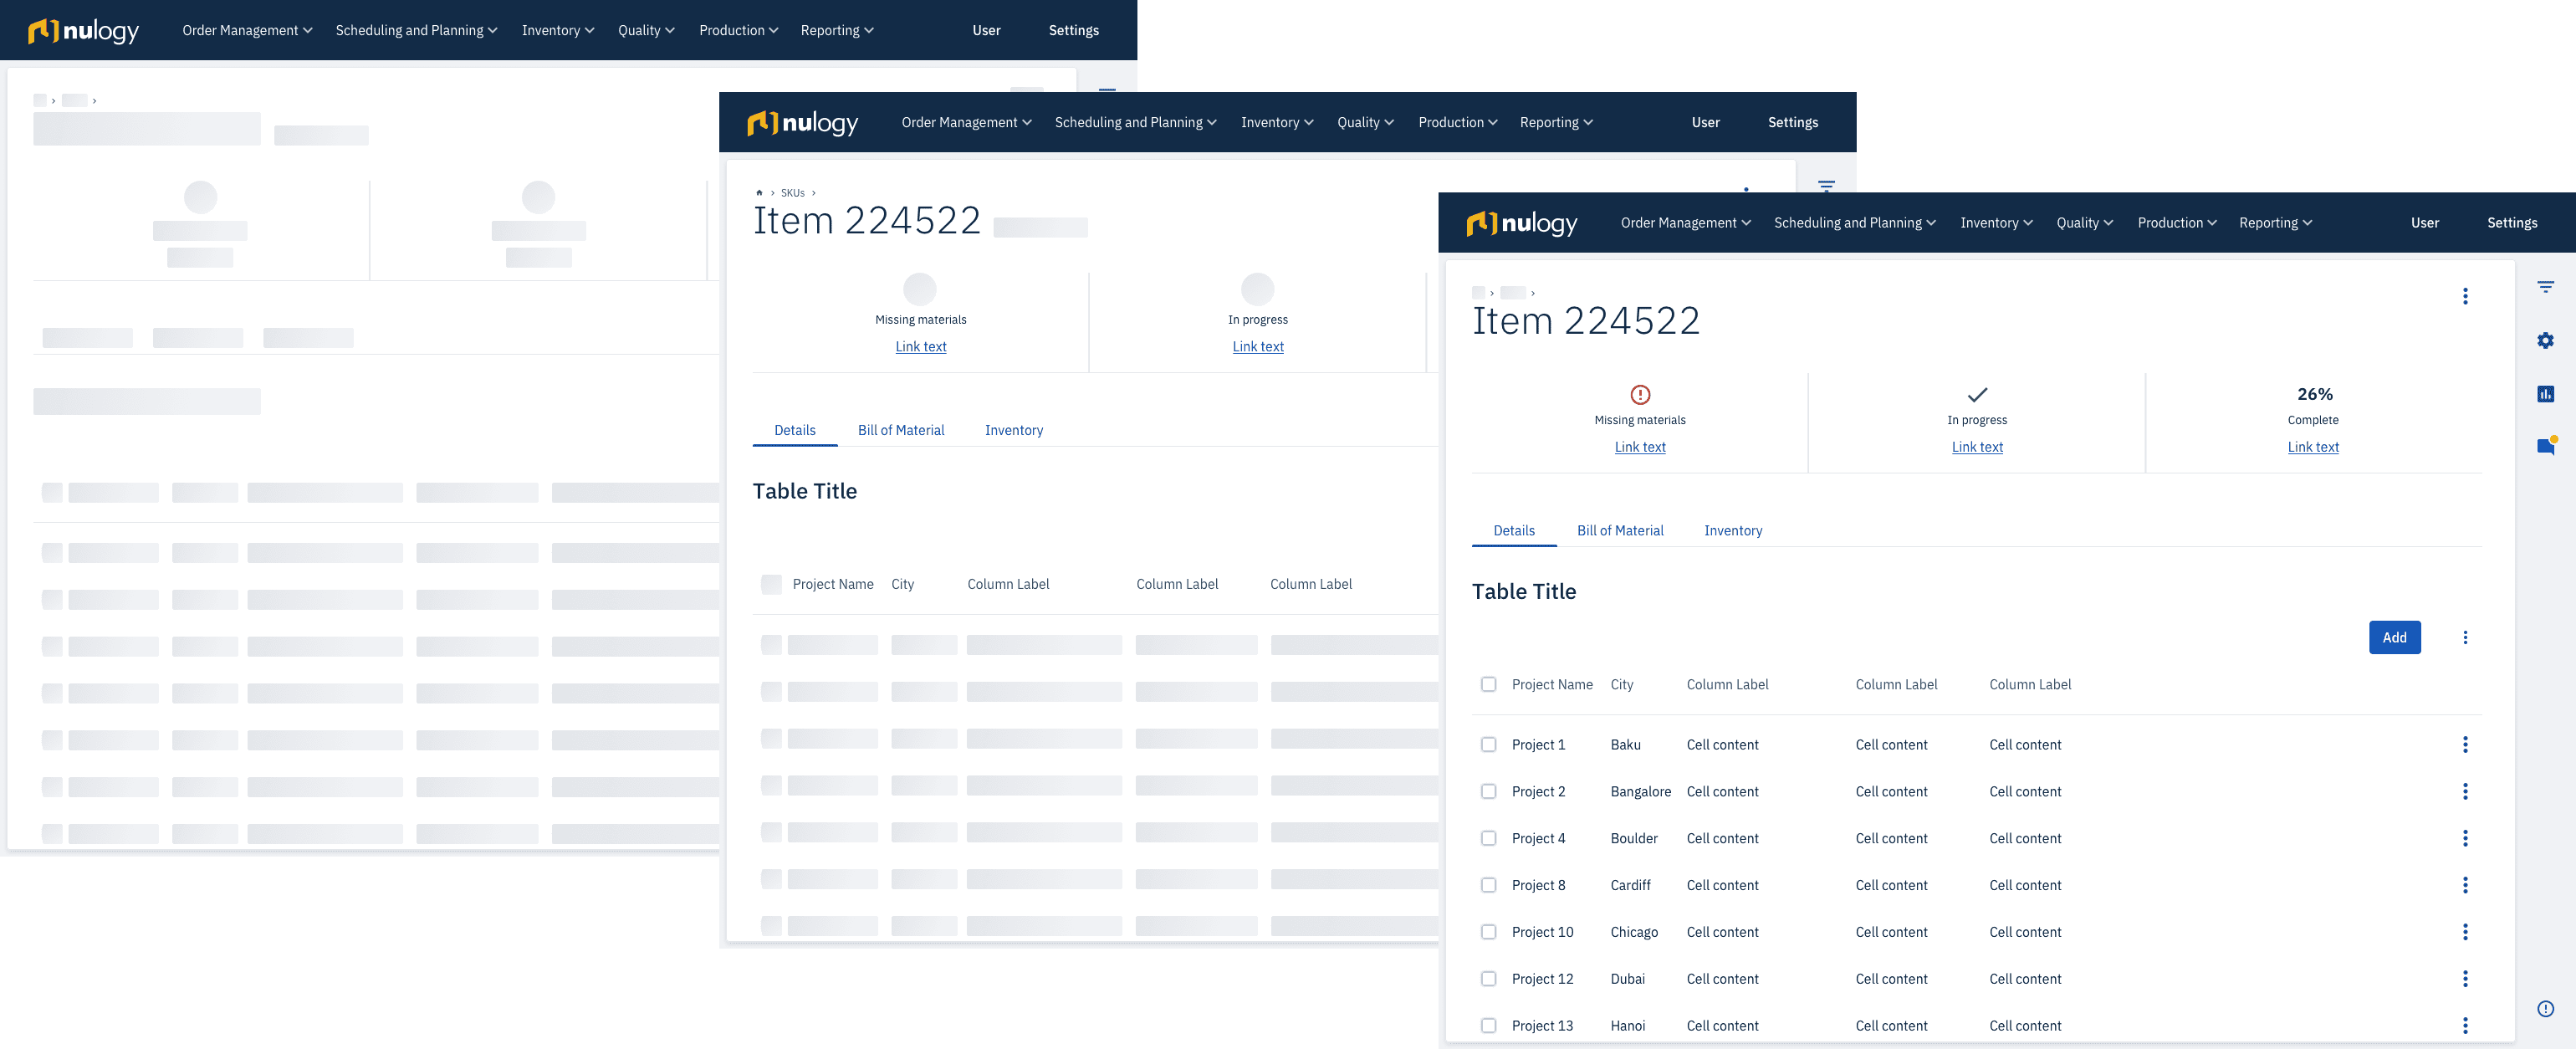 nulogy Order Management Scheduling and Planning Inventory Quality Production Reporting User Settings
nulogy Order Management Scheduling and Planning Inventory Quality Production Reporting User Settings
SKUs
Item 224522
Missing materials In progress
Link text Link text
Details Bill of Material Inventory
Table Title
Project Name City Column Label Column Label Column Label
nulogy Order Management Scheduling and Planning Inventory Quality Production Reporting User Settings
Item 224522
26%
Missing materials In progress Complete
Link text Link text Link text
Details Bill of Material Inventory
Table Title
Add
Project Name City Column Label Column Label Column Label
Project 1 Baku Cell content Cell content Cell content
Project 2 Bangalore Cell content Cell content Cell content
Project 4 Boulder Cell content Cell content Cell content
Project 8 Cardiff Cell content Cell content Cell content
Project 10 Chicago Cell content Cell content Cell content
Project 12 Dubai Cell content Cell content Cell content
Project 13 Hanoi Cell content Cell content Cell content